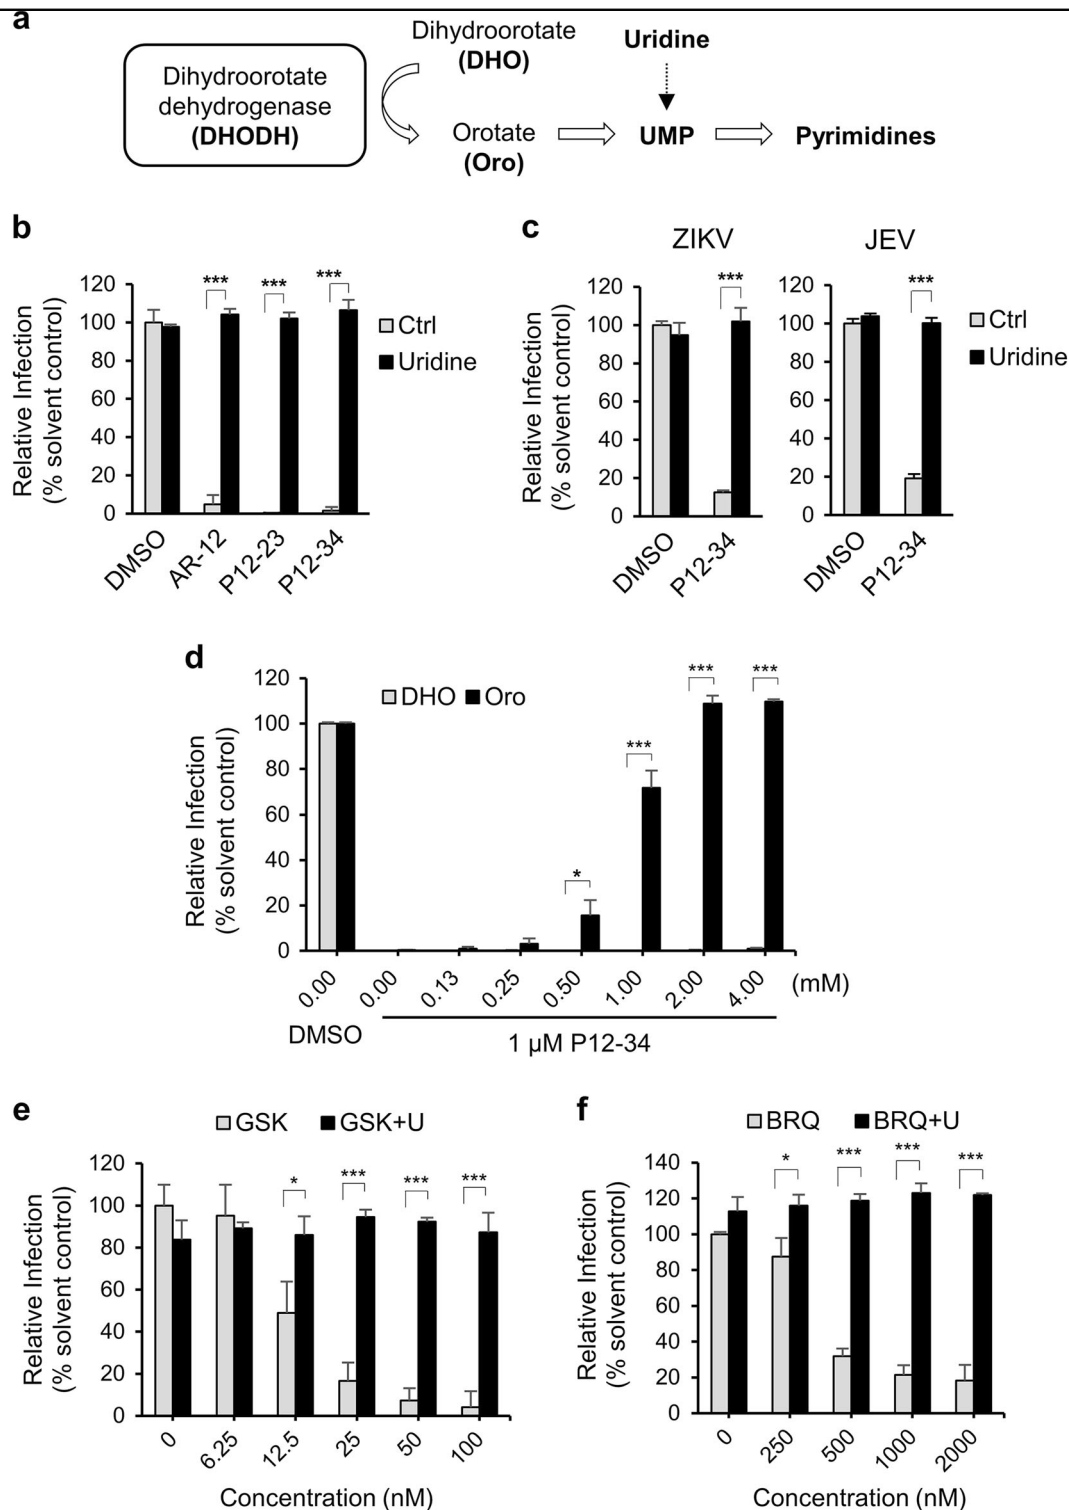 a
Dihydroorotate
(DHO)
Uridine
Dihydroorotate
dehydrogenase
(DHODH)
Orotate
(Oro)
UMP
Pyrimidines
b
Relative Infection
(% solvent control)
120
100
80
60
40
20
0
***
***
***
Ctrl
Uridine
DMSO
AR-12
P12-23
P12-34
c
ZIKV
JEV
Relative Infection
(% solvent control)
120
100
80
60
40
20
0
***
DMSO
P12-34
120
100
80
60
40
20
0
***
Ctrl
Uridine
DMSO
P12-34
d
Relative Infection
(% solvent control)
120
100
80
60
40
20
0
DHO Oro
*
***
***
***
0.00 0.00 0.13 0.25 0.50 1.00 2.00 4.00 (mM)
DMSO
1 µM P12-34
e
GSK GSK+U
Relative Infection
(% solvent control)
120
100
80
60
40
20
0
*
***
***
***
0 6.25 12.5 25 50 100
Concentration (nM)
f
BRQ BRQ+U
Relative Infection
(% solvent control)
140
120
100
80
60
40
20
0
*
***
***
***
0 250 500 1000 2000
Concentration (nM)